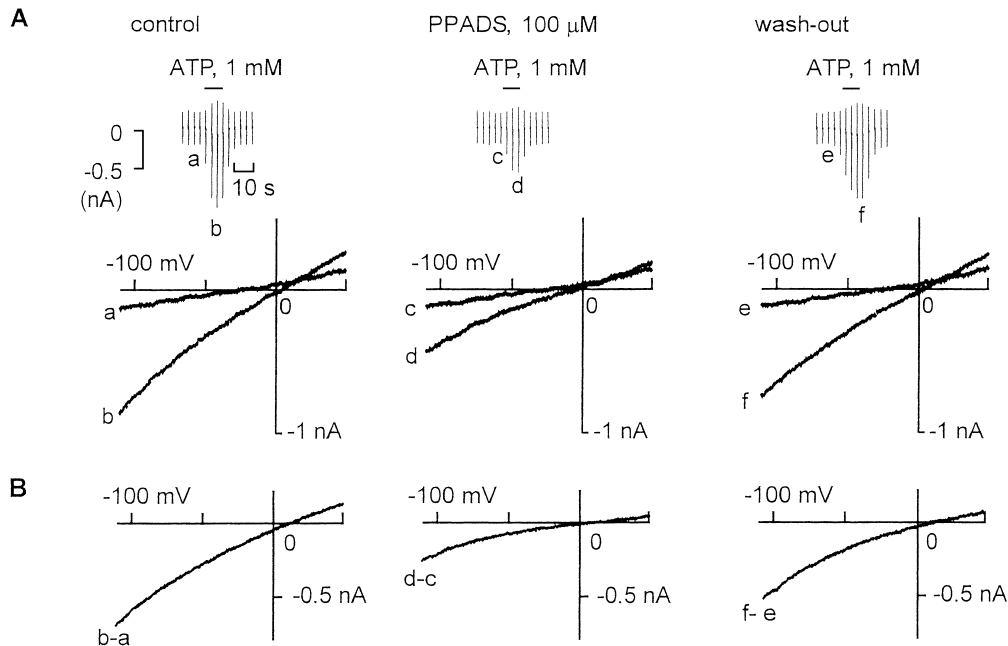 A
control
PPADS, 100 μM
wash-out
ATP, 1 mM
ATP, 1 mM
ATP, 1 mM
0
-0.5
(nA)
a
10 s
b
c
d
e
f
-100 mV
0
a
b
-1 nA
-100 mV
0
c
d
-1 nA
-100 mV
0
e
f
-1 nA
B
-100 mV
0
-0.5 nA
b-a
-100 mV
0
-0.5 nA
d-c
-100 mV
0
-0.5 nA
f- e